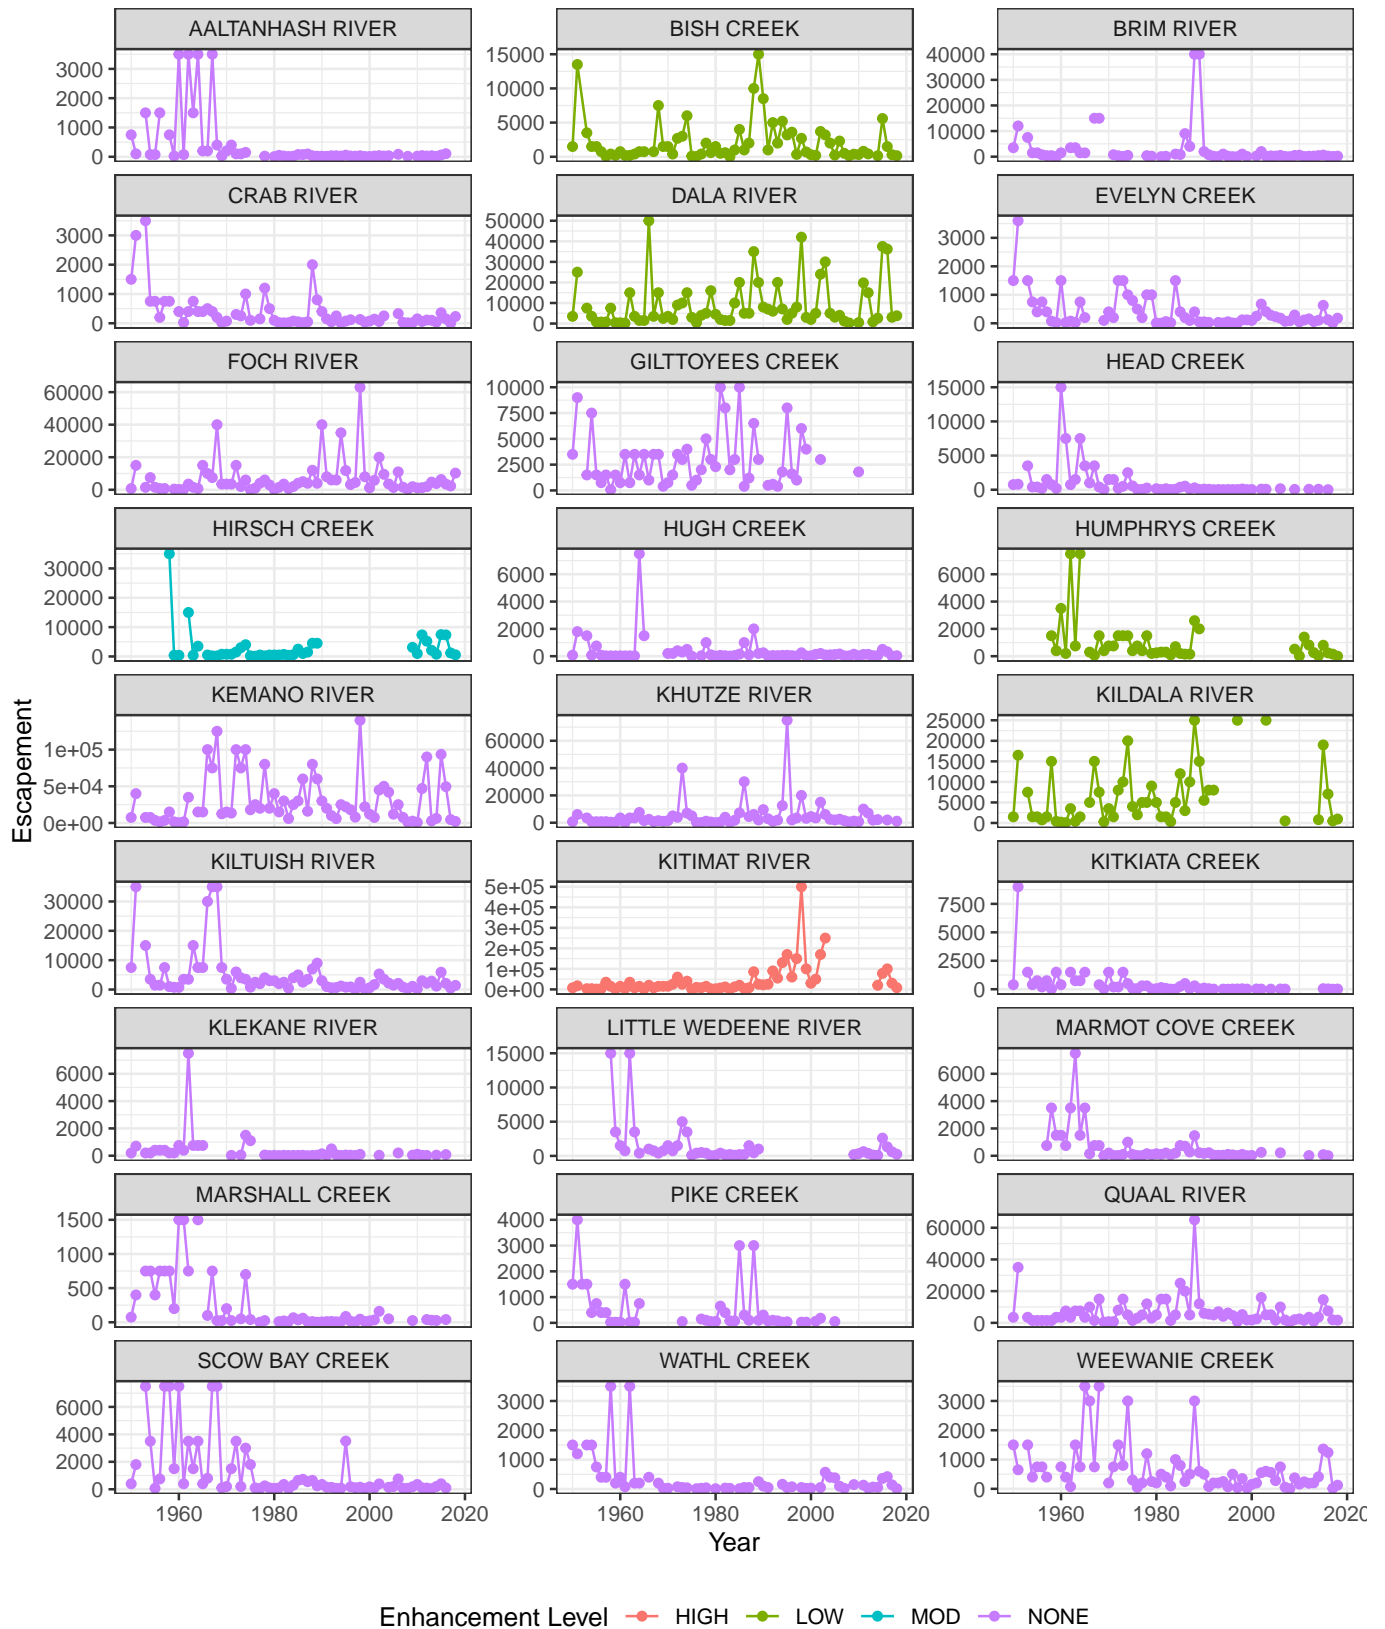 AALTANHASH RIVER BISH CREEK BRIM RIVER
3000 2000 1000 0
15000 10000 5000 0
40000 30000 20000 10000 0
CRAB RIVER DALA RIVER EVELYN CREEK
3000 2000 1000 0
50000 40000 30000 20000 10000 0
3000 2000 1000 0
FOCH RIVER GILTTOYEES CREEK HEAD CREEK
60000 40000 20000 0
10000 7500 5000 2500 0
15000 10000 5000 0
HIRSCH CREEK HUGH CREEK HUMPHRYS CREEK
30000 20000 10000 0
6000 4000 2000 0
6000 4000 2000 0
KEMANO RIVER KHUTZE RIVER KILDALA RIVER
1e+05 5e+04 0e+00
60000 40000 20000 0
25000 20000 15000 10000 5000 0
Escapement
KILTUISH RIVER KITIMAT RIVER KITKIATA CREEK
30000 20000 10000 0
5e+05 4e+05 3e+05 2e+05 1e+05 0e+00
7500 5000 2500 0
KLEKANE RIVER LITTLE WEDEENE RIVER MARMOT COVE CREEK
6000 4000 2000 0
15000 10000 5000 0
6000 4000 2000 0
MARSHALL CREEK PIKE CREEK QUAAL RIVER
1500 1000 500 0
4000 3000 2000 1000 0
60000 40000 20000 0
SCOW BAY CREEK WATHL CREEK WEEWANIE CREEK
6000 4000 2000 0
3000 2000 1000 0
3000 2000 1000 0
1960 1980 2000 2020 1960 1980 2000 2020 1960 1980 2000 2020
Year
Enhancement Level HIGH LOW MOD NONE